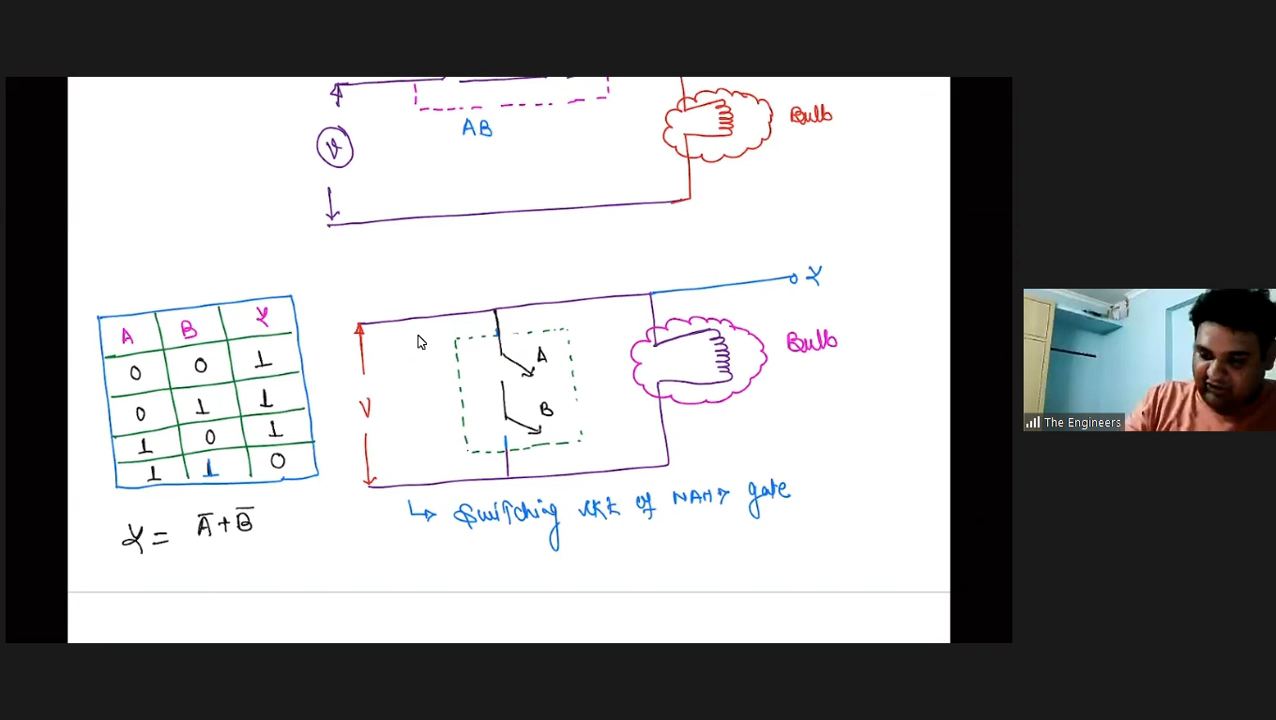 Bulb
V
AB
Y
A B Y
0 0 1
0 1 1
1 0 1
1 1 0
A
B
V
Bulb
↳ Switching ckt of NAND gate
Y = A̅ + B̅
The Engineers